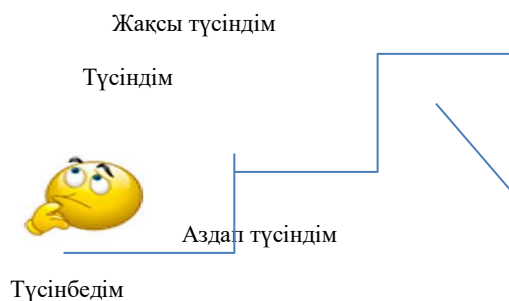 Жақсы түсіндім
Түсіндім
Аздап түсіндім
Түсінбедім